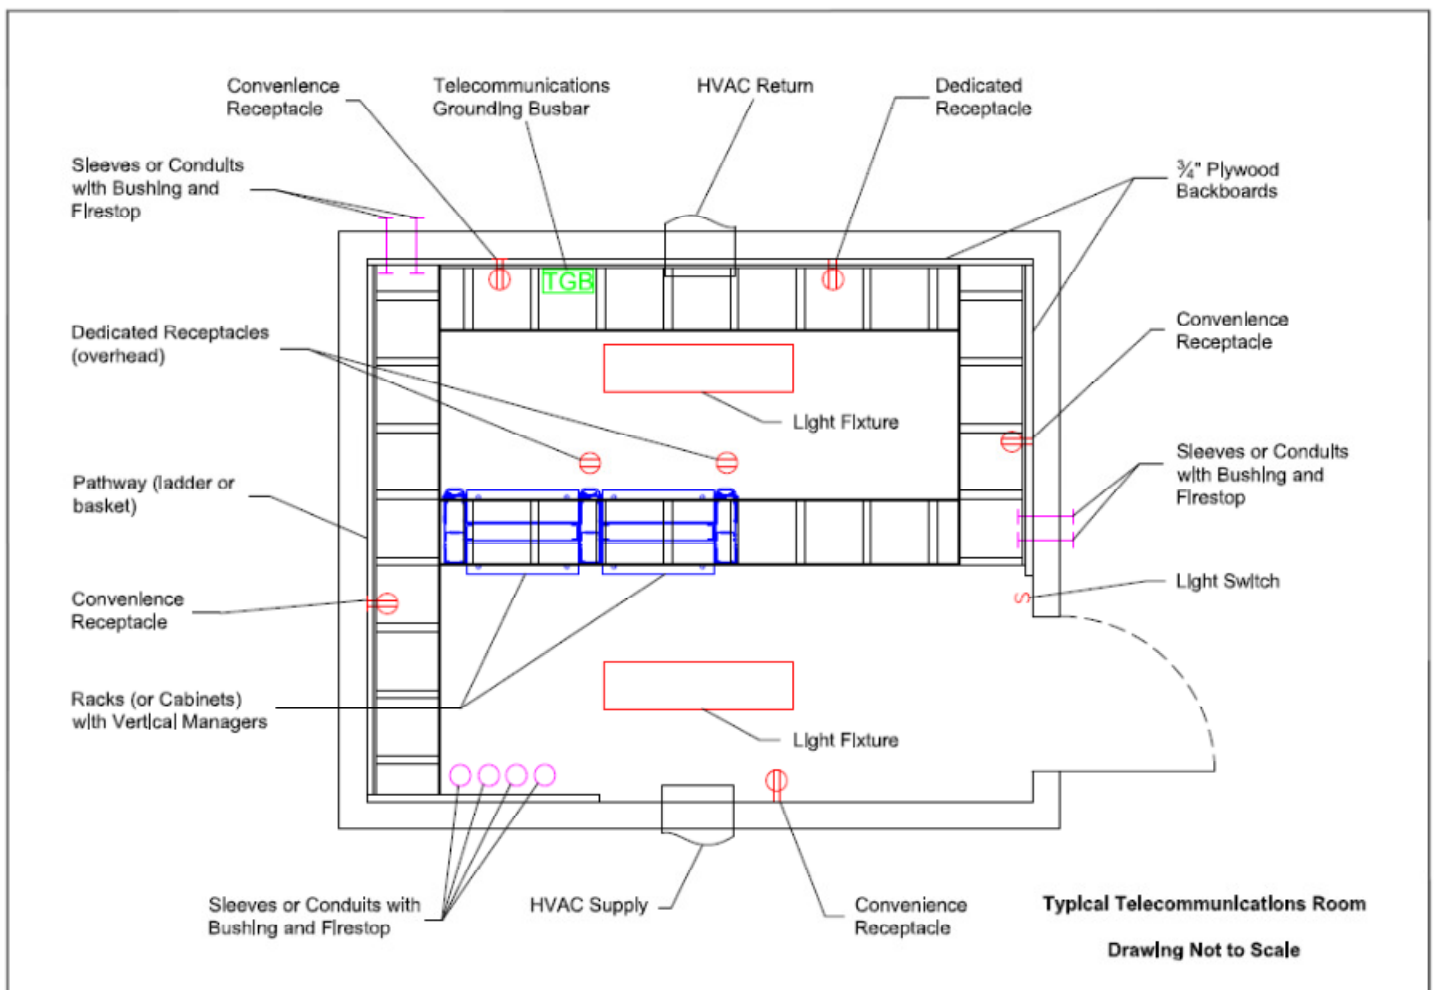 Convenience
Receptacle
Telecommunications
Grounding Busbar
HVAC Return
Dedicated
Receptacle
Sleeves or Conduits
with Bushing and
Firestop
¾" Plywood
Backboards
TGB
Dedicated Receptacles
(overhead)
Convenience
Receptacle
Light Fixture
Pathway (ladder or
basket)
Sleeves or Conduits
with Bushing and
Firestop
Convenience
Receptacle
Light Switch
S
Racks (or Cabinets)
with Vertical Managers
Light Fixture
Sleeves or Conduits with
Bushing and Firestop
HVAC Supply
Convenience
Receptacle
Typical Telecommunications Room
Drawing Not to Scale